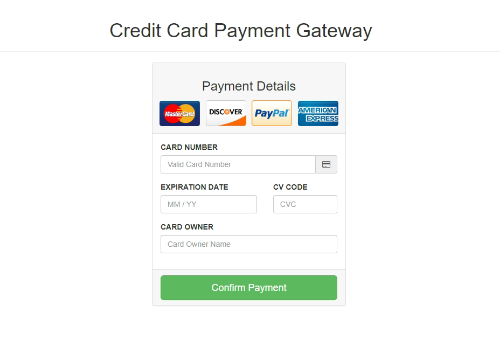 Credit Card Payment Gateway
Payment Details
MasterCard DISCOVER PayPal AMERICAN EXPRESS
CARD NUMBER
Valid Card Number
EXPIRATION DATE CV CODE
MM / YY CVC
CARD OWNER
Card Owner Name
Confirm Payment